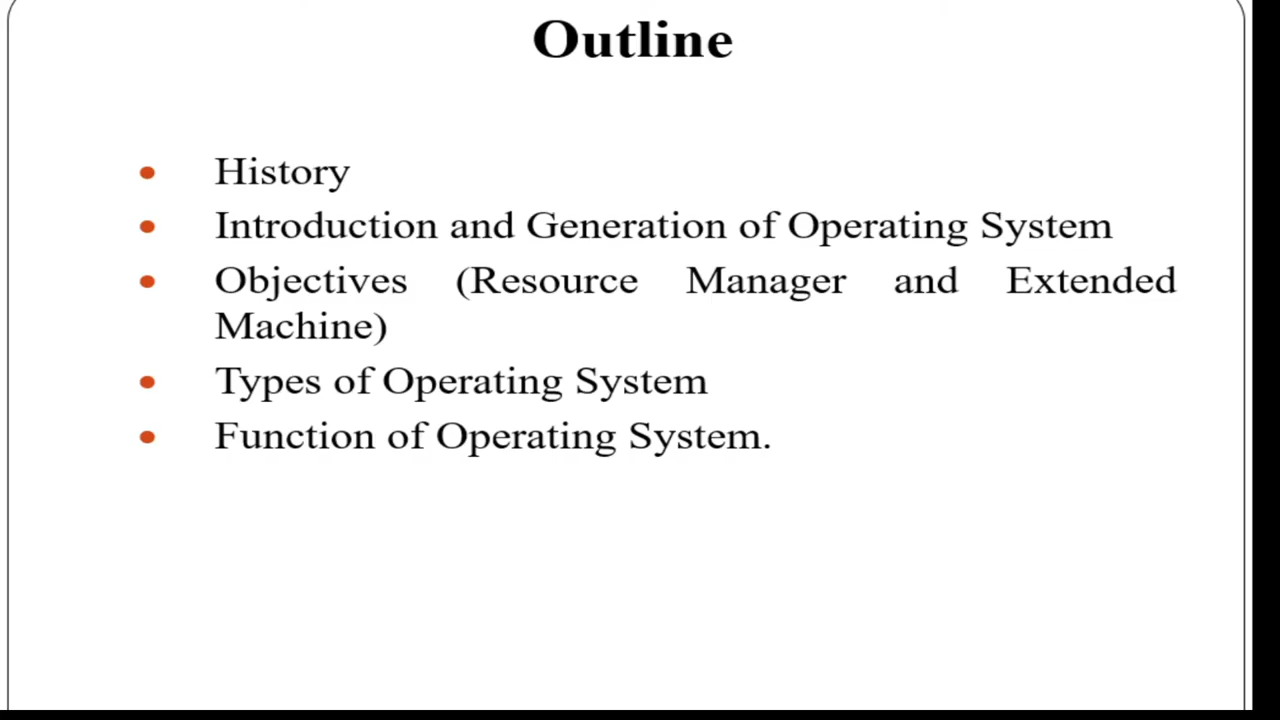 Outline
History
Introduction and Generation of Operating System
Objectives (Resource Manager and Extended
Machine)
Types of Operating System
Function of Operating System.